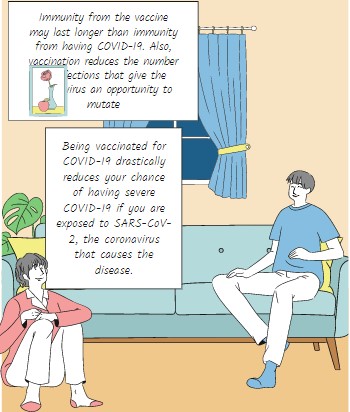 Immunity from the vaccine
may last longer than immunity
from having COVID-19. Also,
vaccination reduces the number
ections that give the
virus an opportunity to
mutate
Being vaccinated for
COVID-19 drastically
reduces your chance
of having severe
COVID-19 if you are
exposed to SARS-CoV-
2, the coronavirus
that causes the
disease.